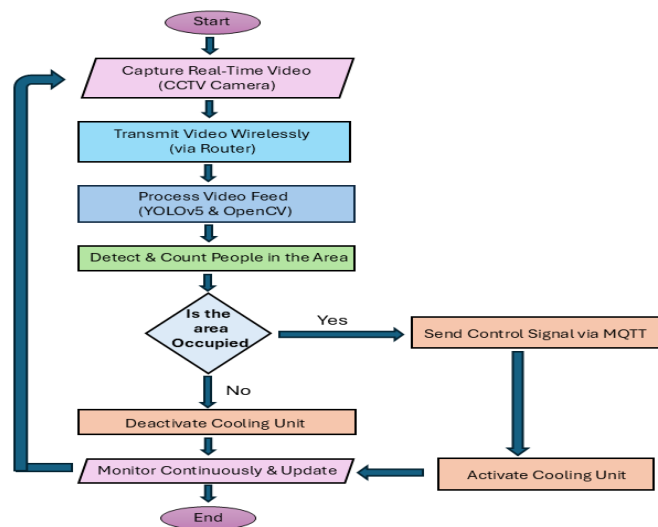 Start
Capture Real-Time Video
(CCTV Camera)
Transmit Video Wirelessly
(via Router)
Process Video Feed
(YOLOv5 & OpenCV)
Detect & Count People in the Area
Is the
area
Occupied
Yes
Send Control Signal via MQTT
No
Deactivate Cooling Unit
Monitor Continuously & Update
Activate Cooling Unit
End